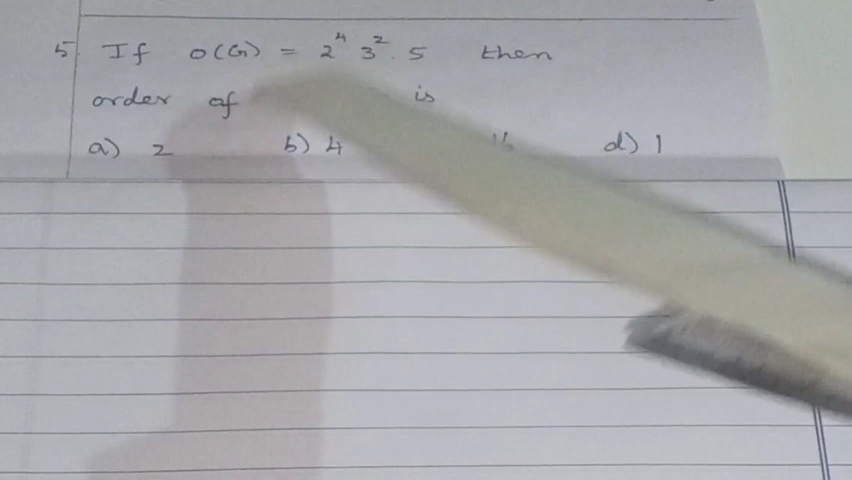 5. If o(G) = 2⁴ 3². 5 then
order of is
a) 2 b) 4 d) 1